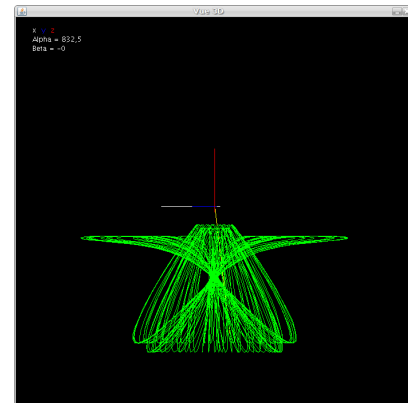 Vue 3D
X Y Z
Alpha = 832,5
Beta = -0